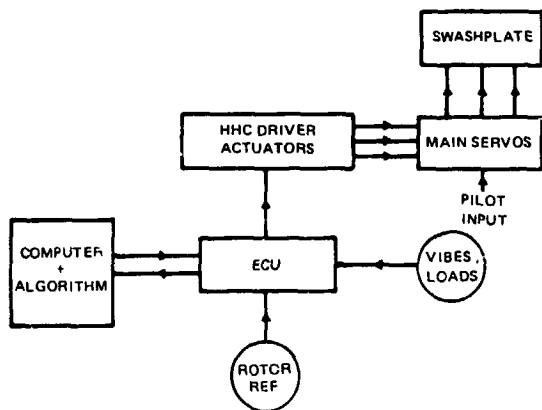 SWASHPLATE
HHC DRIVER
ACTUATORS
MAIN SERVOS
PILOT
INPUT
COMPUTER
+
ALGORITHM
ECU
VIBES,
LOADS
ROTOR
REF